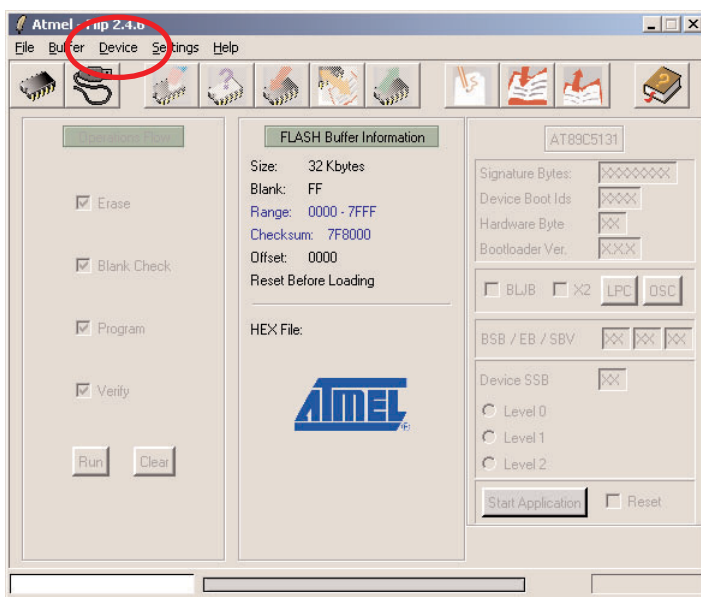 Atmel - Flip 2.4.6
File Buffer Device Settings Help
Operations Flow
Erase
Blank Check
Program
Verify
Run Clear
FLASH Buffer Information
Size: 32 Kbytes
Blank: FF
Range: 0000 - 7FFF
Checksum: 7F8000
Offset: 0000
Reset Before Loading
HEX File:
ATMEL
AT89C5131
Signature Bytes: XXXXXXXX
Device Boot Ids XXXX
Hardware Byte XX
Bootloader Ver. XXX
BLJB X2 LPC OSC
BSB / EB / SBV XX XX XX
Device SSB XX
Level 0
Level 1
Level 2
Start Application Reset